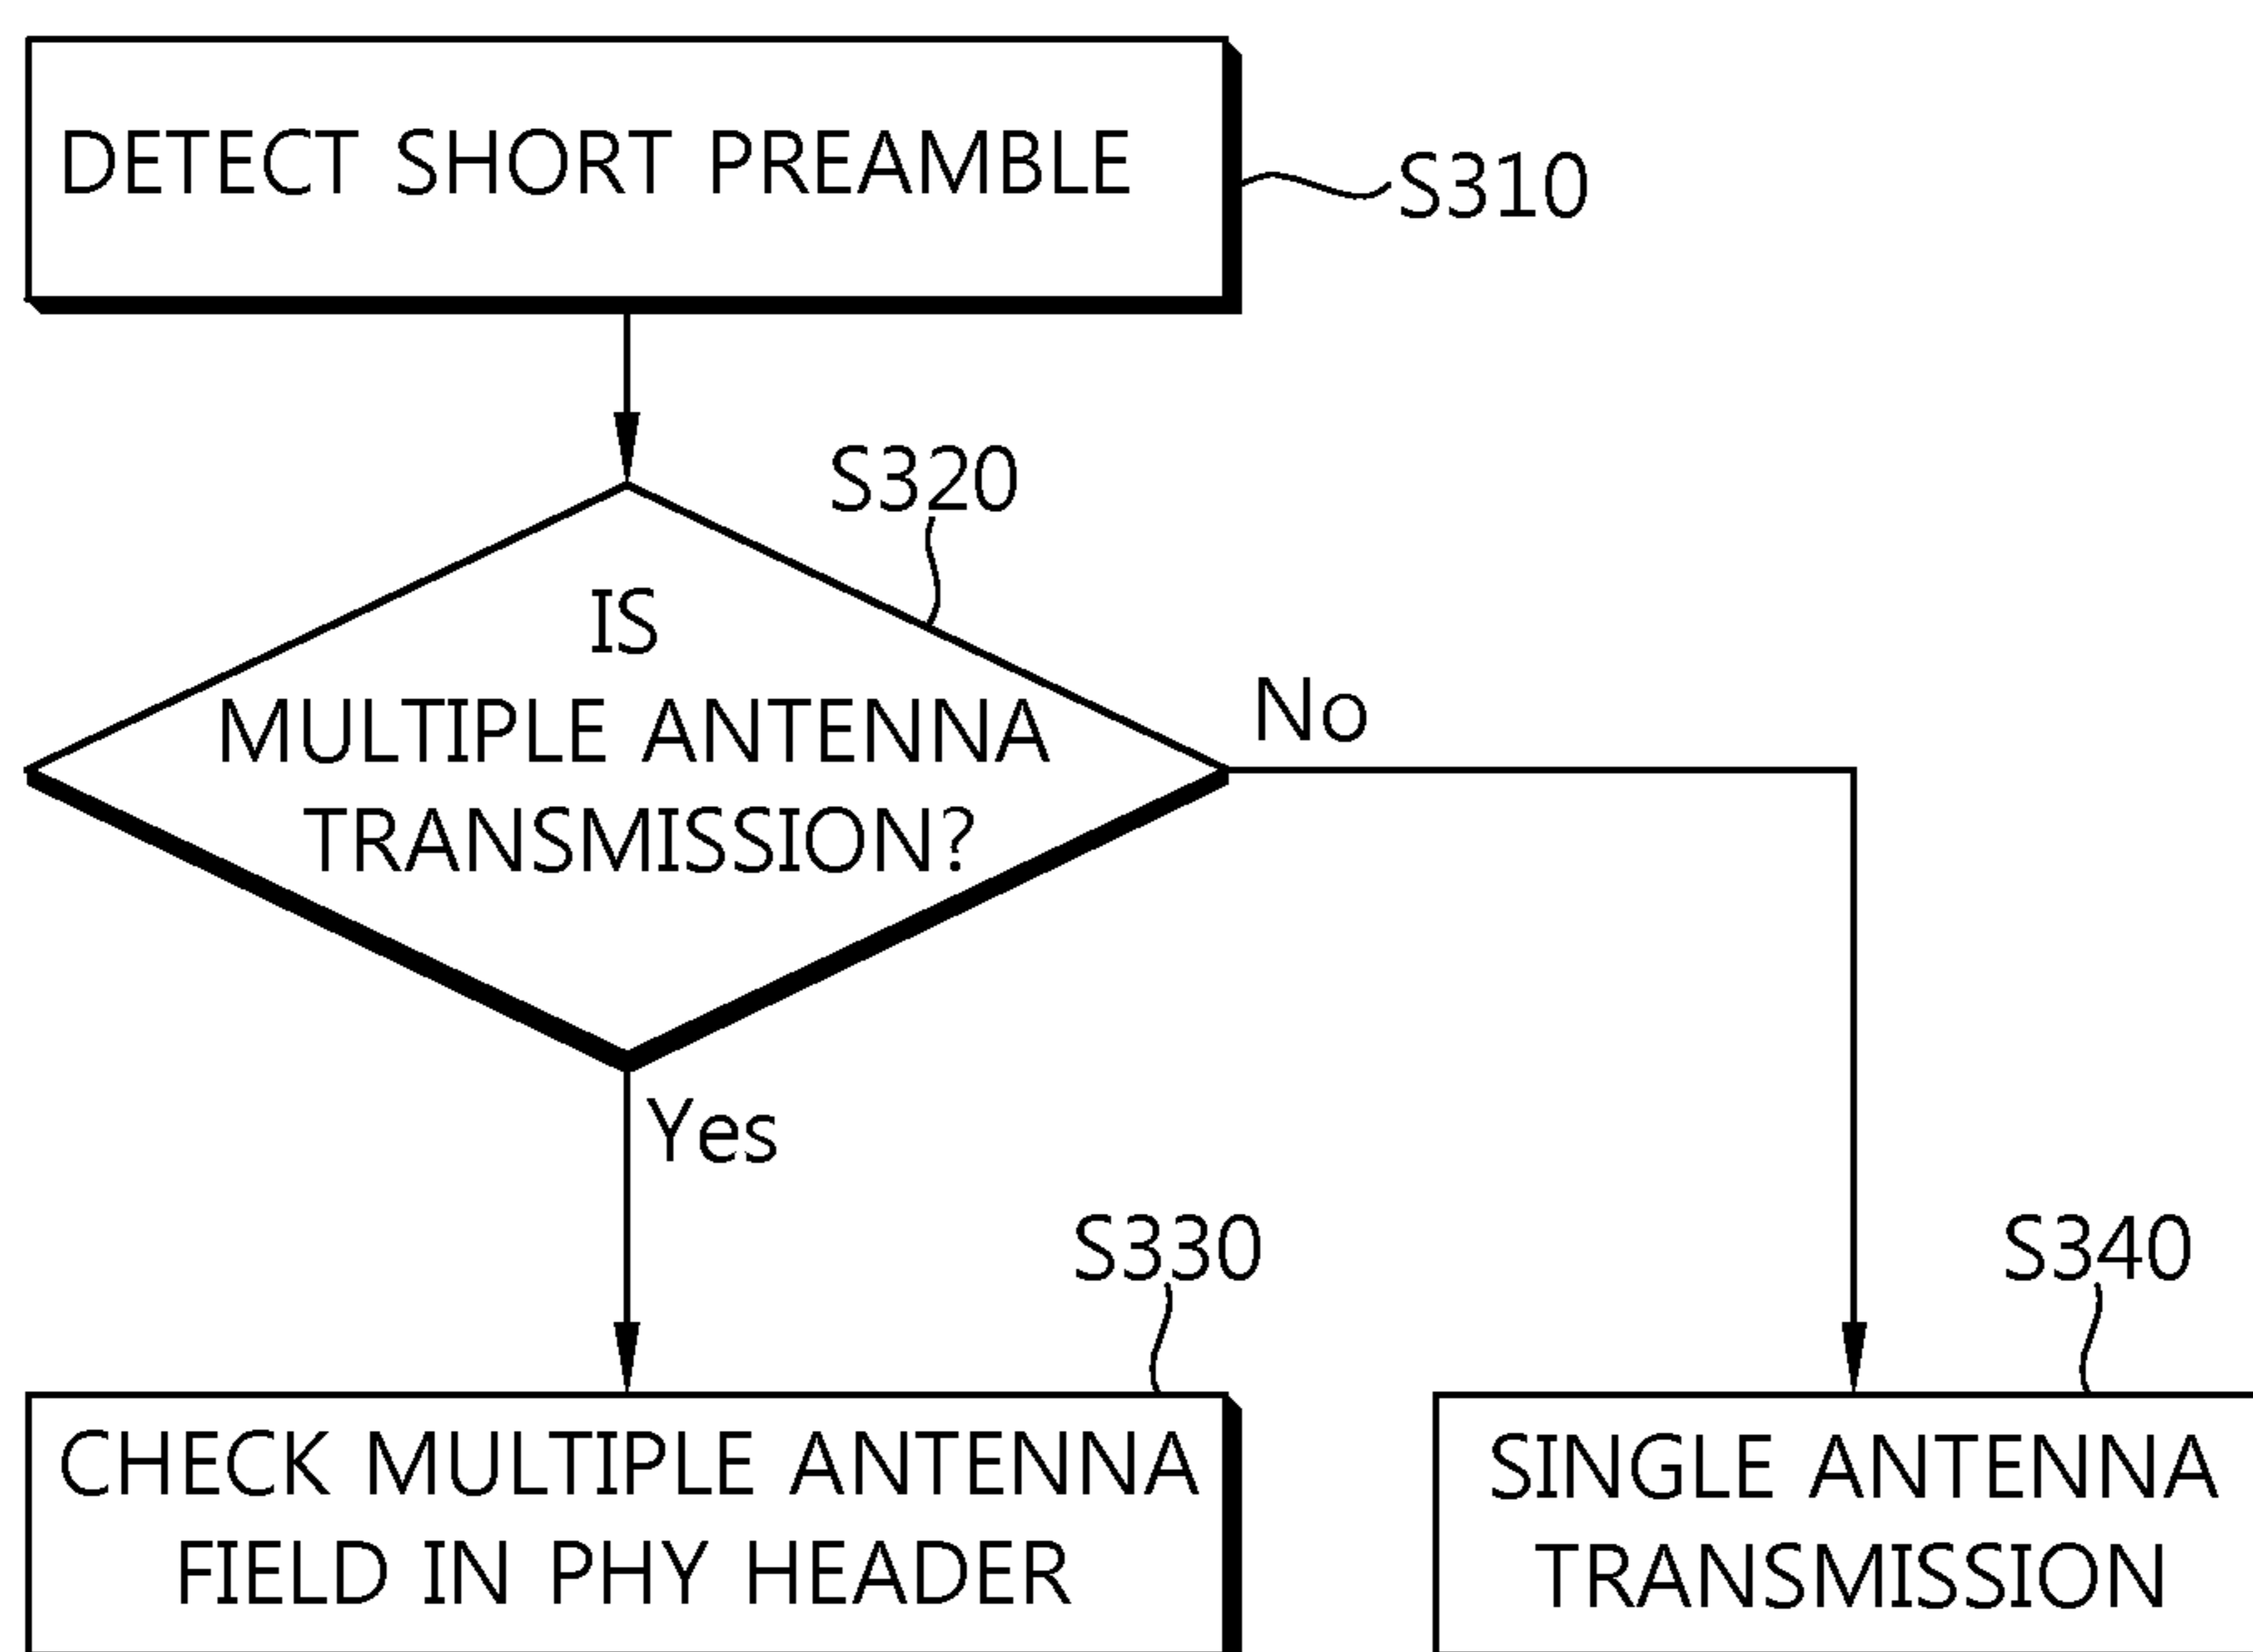 DETECT SHORT PREAMBLE
S310
S320
IS
MULTIPLE ANTENNA
TRANSMISSION?
No
Yes
S330
S340
CHECK MULTIPLE ANTENNA
FIELD IN PHY HEADER
SINGLE ANTENNA
TRANSMISSION